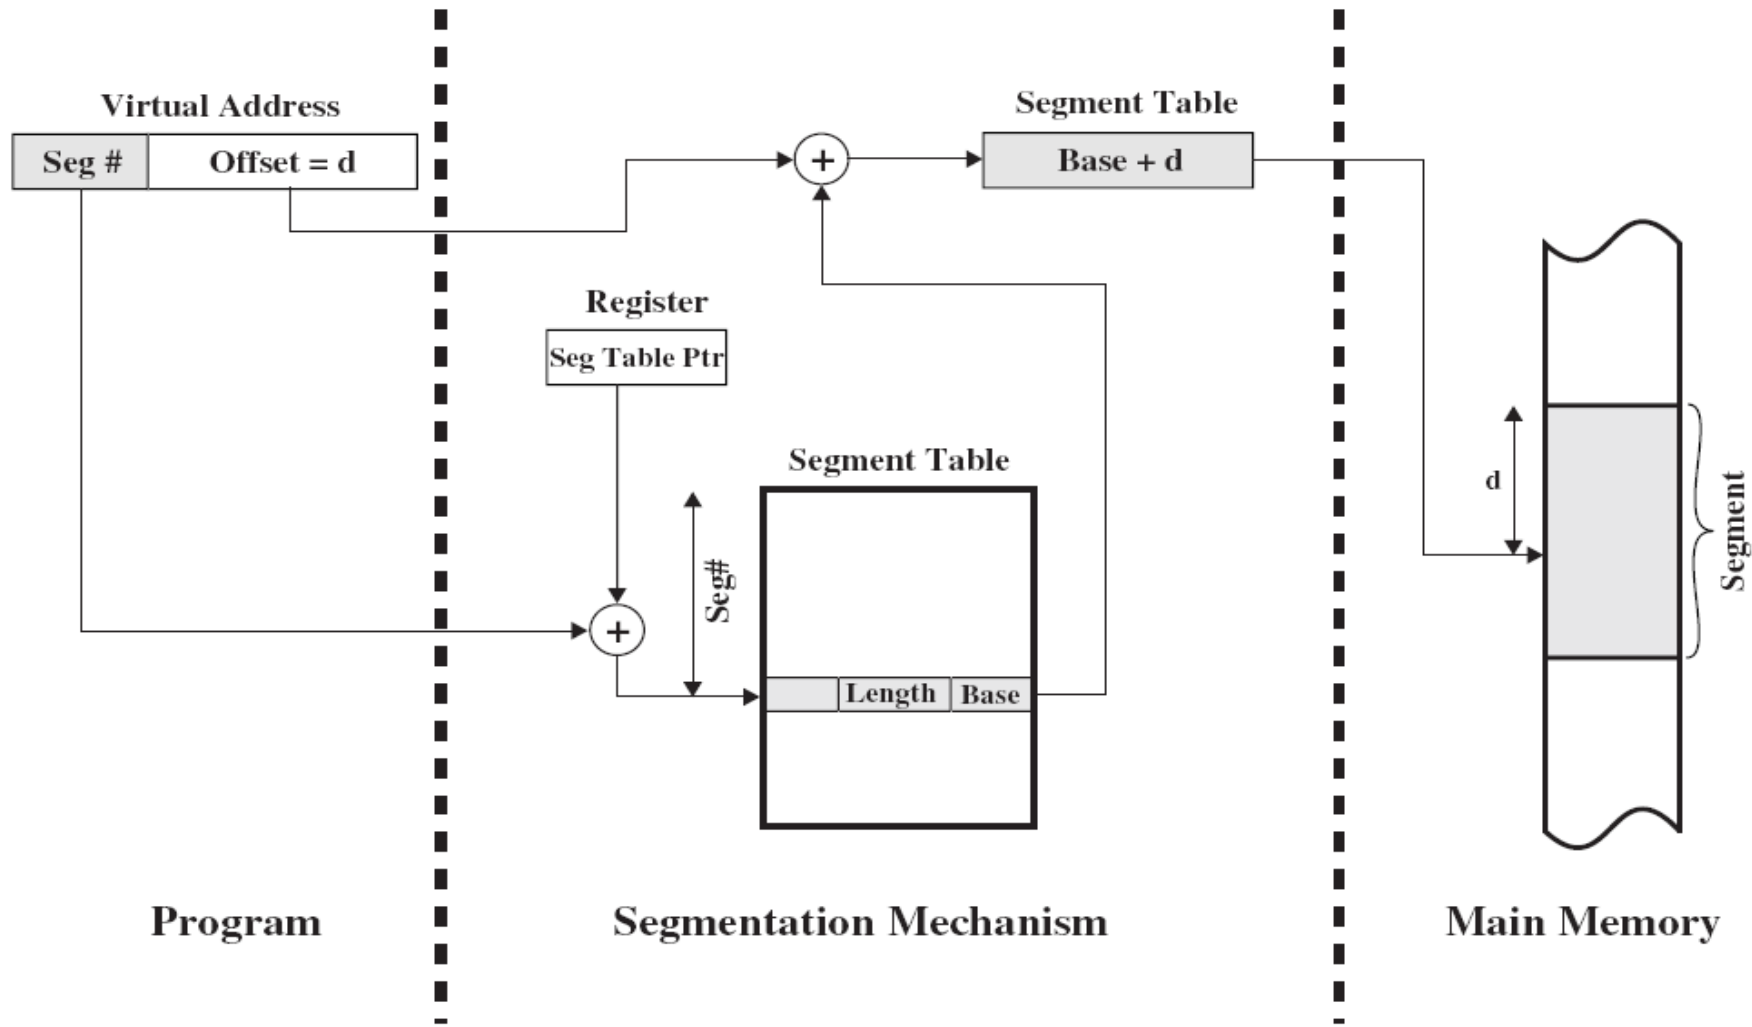 Virtual Address
Seg #
Offset = d
+
Segment Table
Base + d
Register
Seg Table Ptr
+
Segment Table
Seg#
Length
Base
d
Segment
Program
Segmentation Mechanism
Main Memory